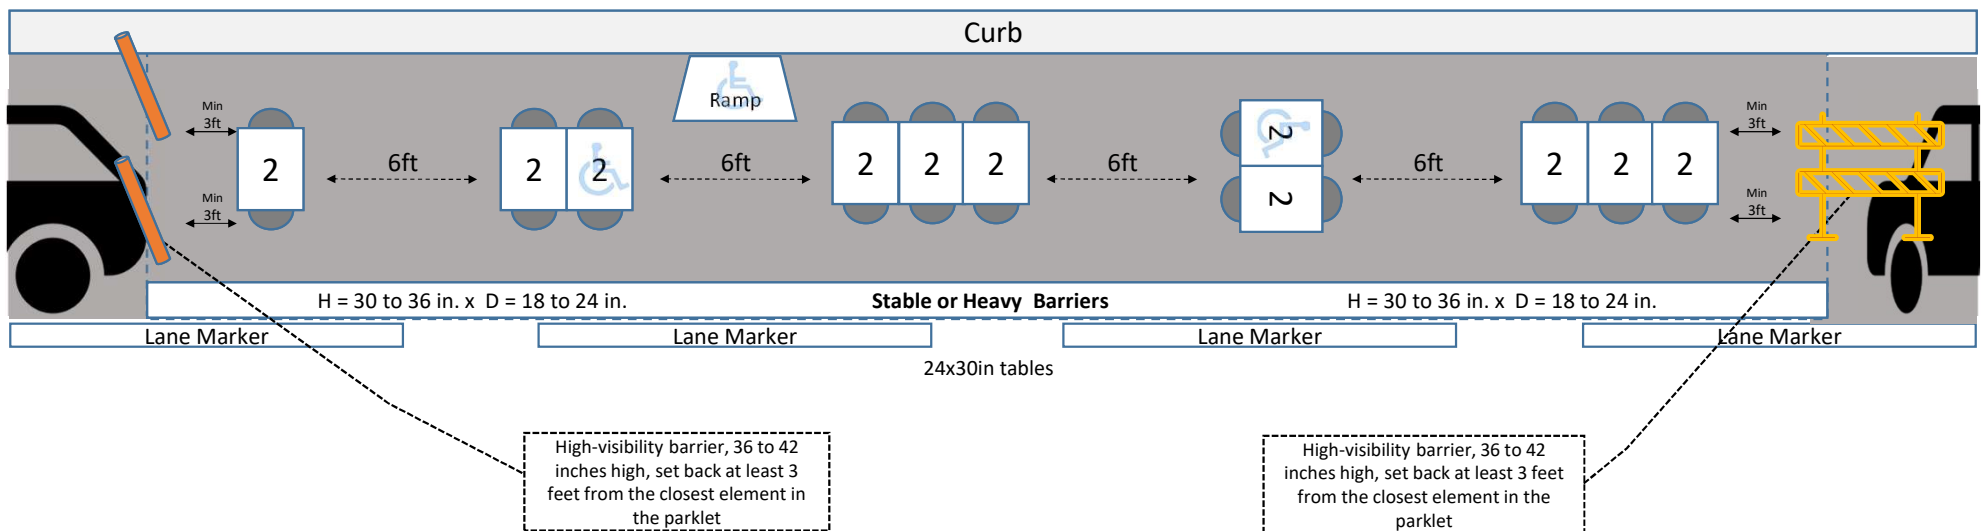 Curb
Ramp
Min
3ft
Min
3ft
2
6ft
2
2
6ft
2
2
2
6ft
2
2
6ft
2
2
2
Min
3ft
Min
3ft
H = 30 to 36 in. x D = 18 to 24 in.
Stable or Heavy Barriers
H = 30 to 36 in. x D = 18 to 24 in.
Lane Marker
Lane Marker
Lane Marker
Lane Marker
24x30in tables
High-visibility barrier, 36 to 42
inches high, set back at least 3
feet from the closest element in
the parklet
High-visibility barrier, 36 to 42
inches high, set back at least 3 feet
from the closest element in the
parklet